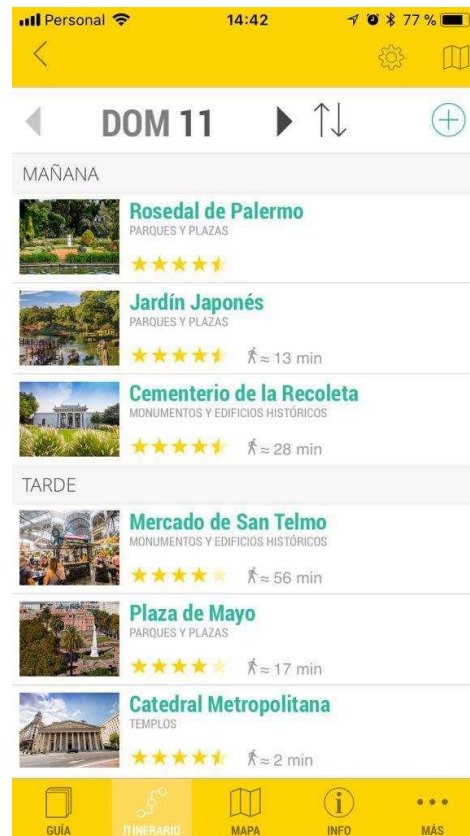 Personal 14:42 77 %
DOM 11
MAÑANA
Rosedal de Palermo
PARQUES Y PLAZAS
Jardín Japonés
PARQUES Y PLAZAS
≈ 13 min
Cementerio de la Recoleta
MONUMENTOS Y EDIFICIOS HISTÓRICOS
≈ 28 min
TARDE
Mercado de San Telmo
MONUMENTOS Y EDIFICIOS HISTÓRICOS
≈ 56 min
Plaza de Mayo
PARQUES Y PLAZAS
≈ 17 min
Catedral Metropolitana
TEMPLOS
≈ 2 min
GUÍA ITINERARIO MAPA INFO MÁS